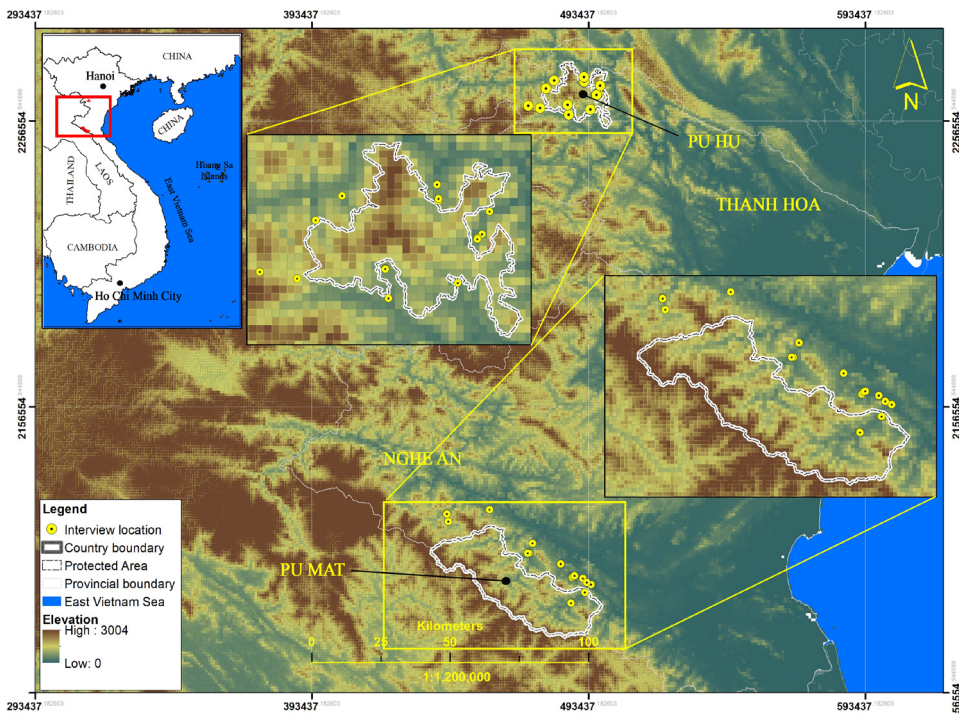 293437
393437
493437
593437
N
CHINA
Hanoi
CHINA
THAILAND
LAOS
Hoang Sa
Islands
East Vietnam Sea
CAMBODIA
Ho Chi Minh City
PU HU
THANH HOA
2256554
2256554
2156554
2156554
NGHE AN
PU MAT
Legend
Interview location
Country boundary
Protected Area
Provincial boundary
East Vietnam Sea
Elevation
High : 3004
Low: 0
Kilometers
0 25 50 100
1:1,200,000
293437
393437
493437
593437